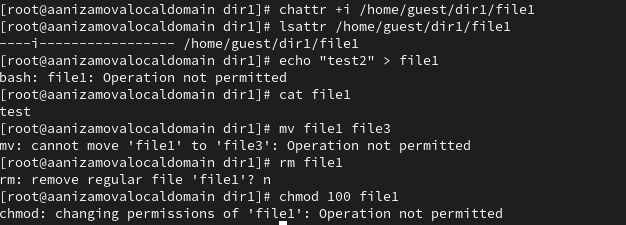 [root@aanizamovalocaldomain dir1]# chattr +i /home/guest/dir1/file1
[root@aanizamovalocaldomain dir1]# lsattr /home/guest/dir1/file1
----i----------------- /home/guest/dir1/file1
[root@aanizamovalocaldomain dir1]# echo "test2" > file1
bash: file1: Operation not permitted
[root@aanizamovalocaldomain dir1]# cat file1
test
[root@aanizamovalocaldomain dir1]# mv file1 file3
mv: cannot move 'file1' to 'file3': Operation not permitted
[root@aanizamovalocaldomain dir1]# rm file1
rm: remove regular file 'file1'? n
[root@aanizamovalocaldomain dir1]# chmod 100 file1
chmod: changing permissions of 'file1': Operation not permitted